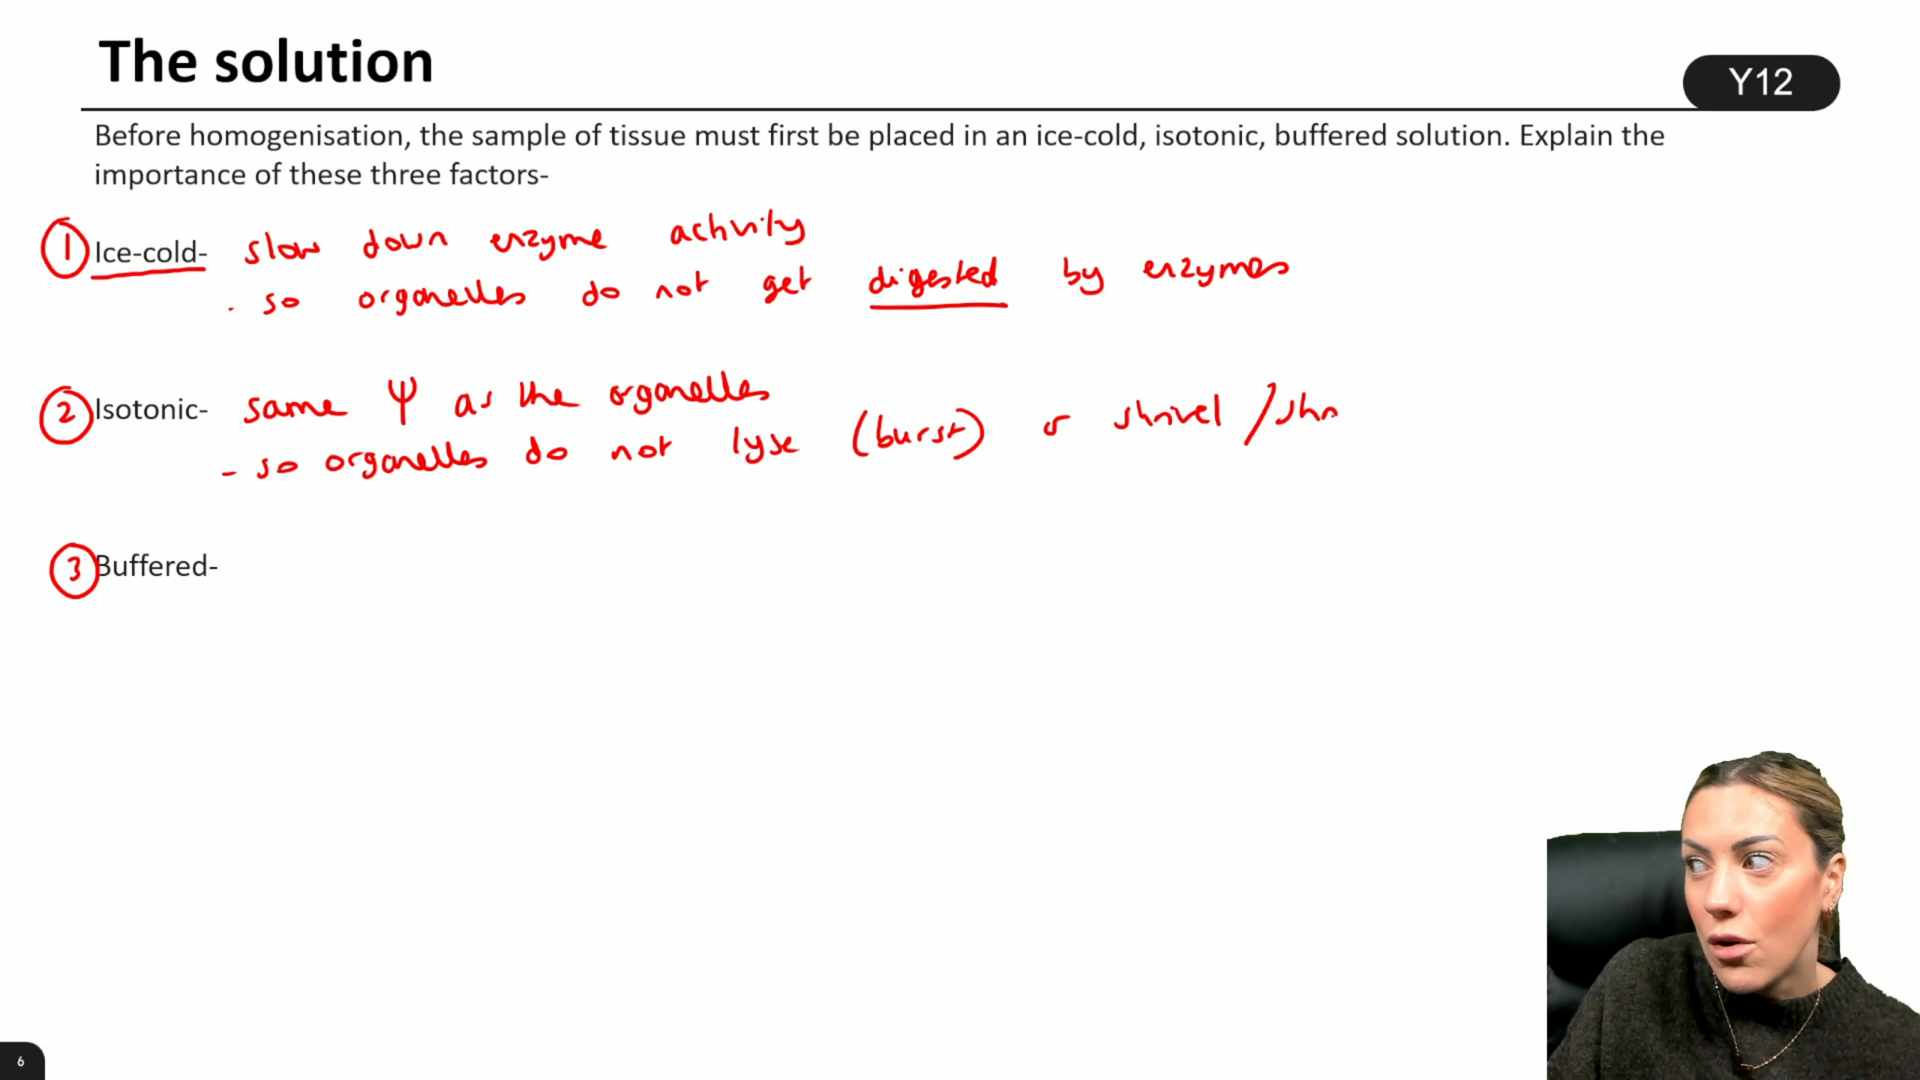 The solution
Y12
Before homogenisation, the sample of tissue must first be placed in an ice-cold, isotonic, buffered solution. Explain the
importance of these three factors-
① Ice-cold- slow down enzyme activity
. so organelles do not get digested by enzymes
② Isotonic- same Ψ as the organelles
- so organelles do not lyse (burst) or shrivel / shr
③ Buffered-
6